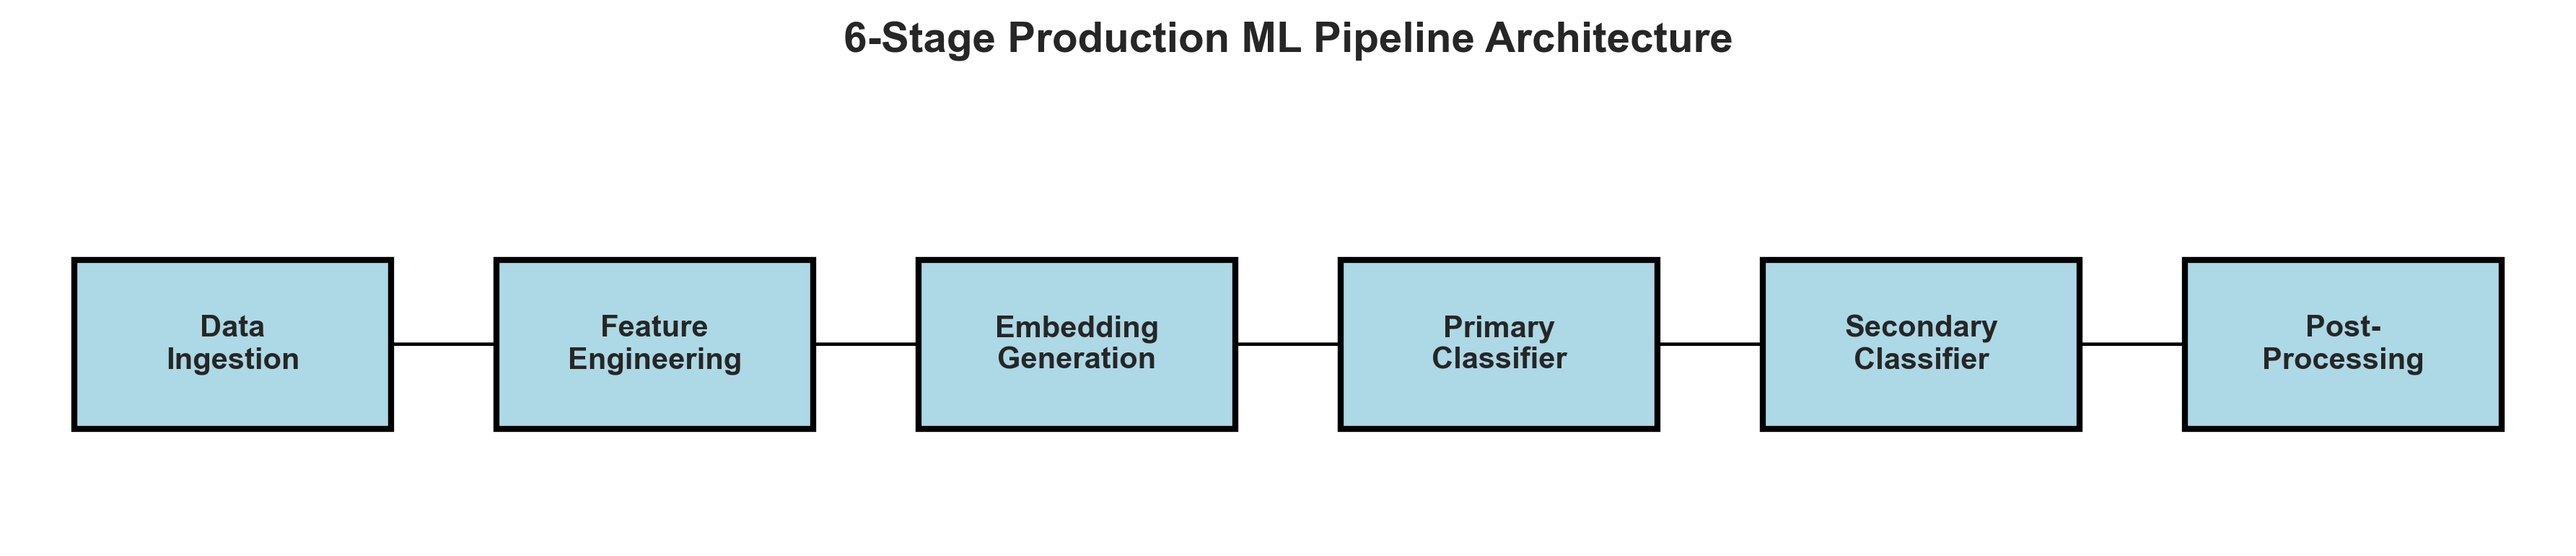 6-Stage Production ML Pipeline Architecture
Data
Ingestion
Feature
Engineering
Embedding
Generation
Primary
Classifier
Secondary
Classifier
Post-
Processing